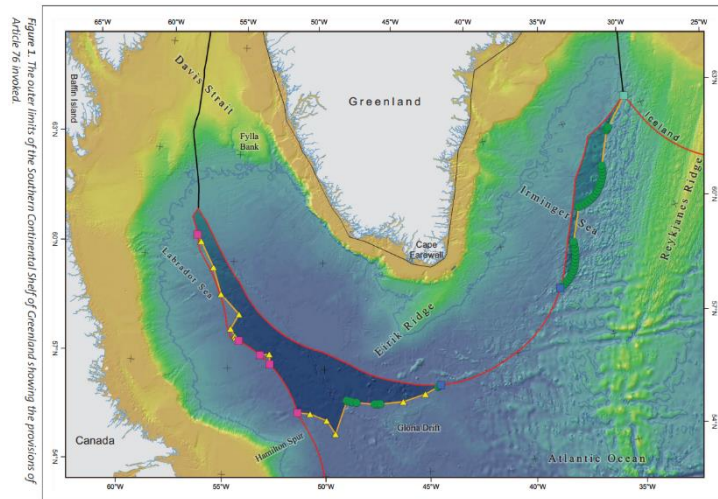 65°W
60°W
55°W
50°W
45°W
40°W
35°W
30°W
25°W
Greenland
Davis Strait
Fylla
Bank
Baffin Island
Iceland
Irminger Sea
Reykjanes Ridge
Cape
Farewell
Labrador Sea
Eirik Ridge
Gloria Drift
Hamilton Spur
Canada
Atlantic Ocean
60°W
55°W
50°W
45°W
40°W
35°W
Figure 1. The outer limits of the Southern Continental Shelf of Greenland showing the provisions of
Article 76 invoked.